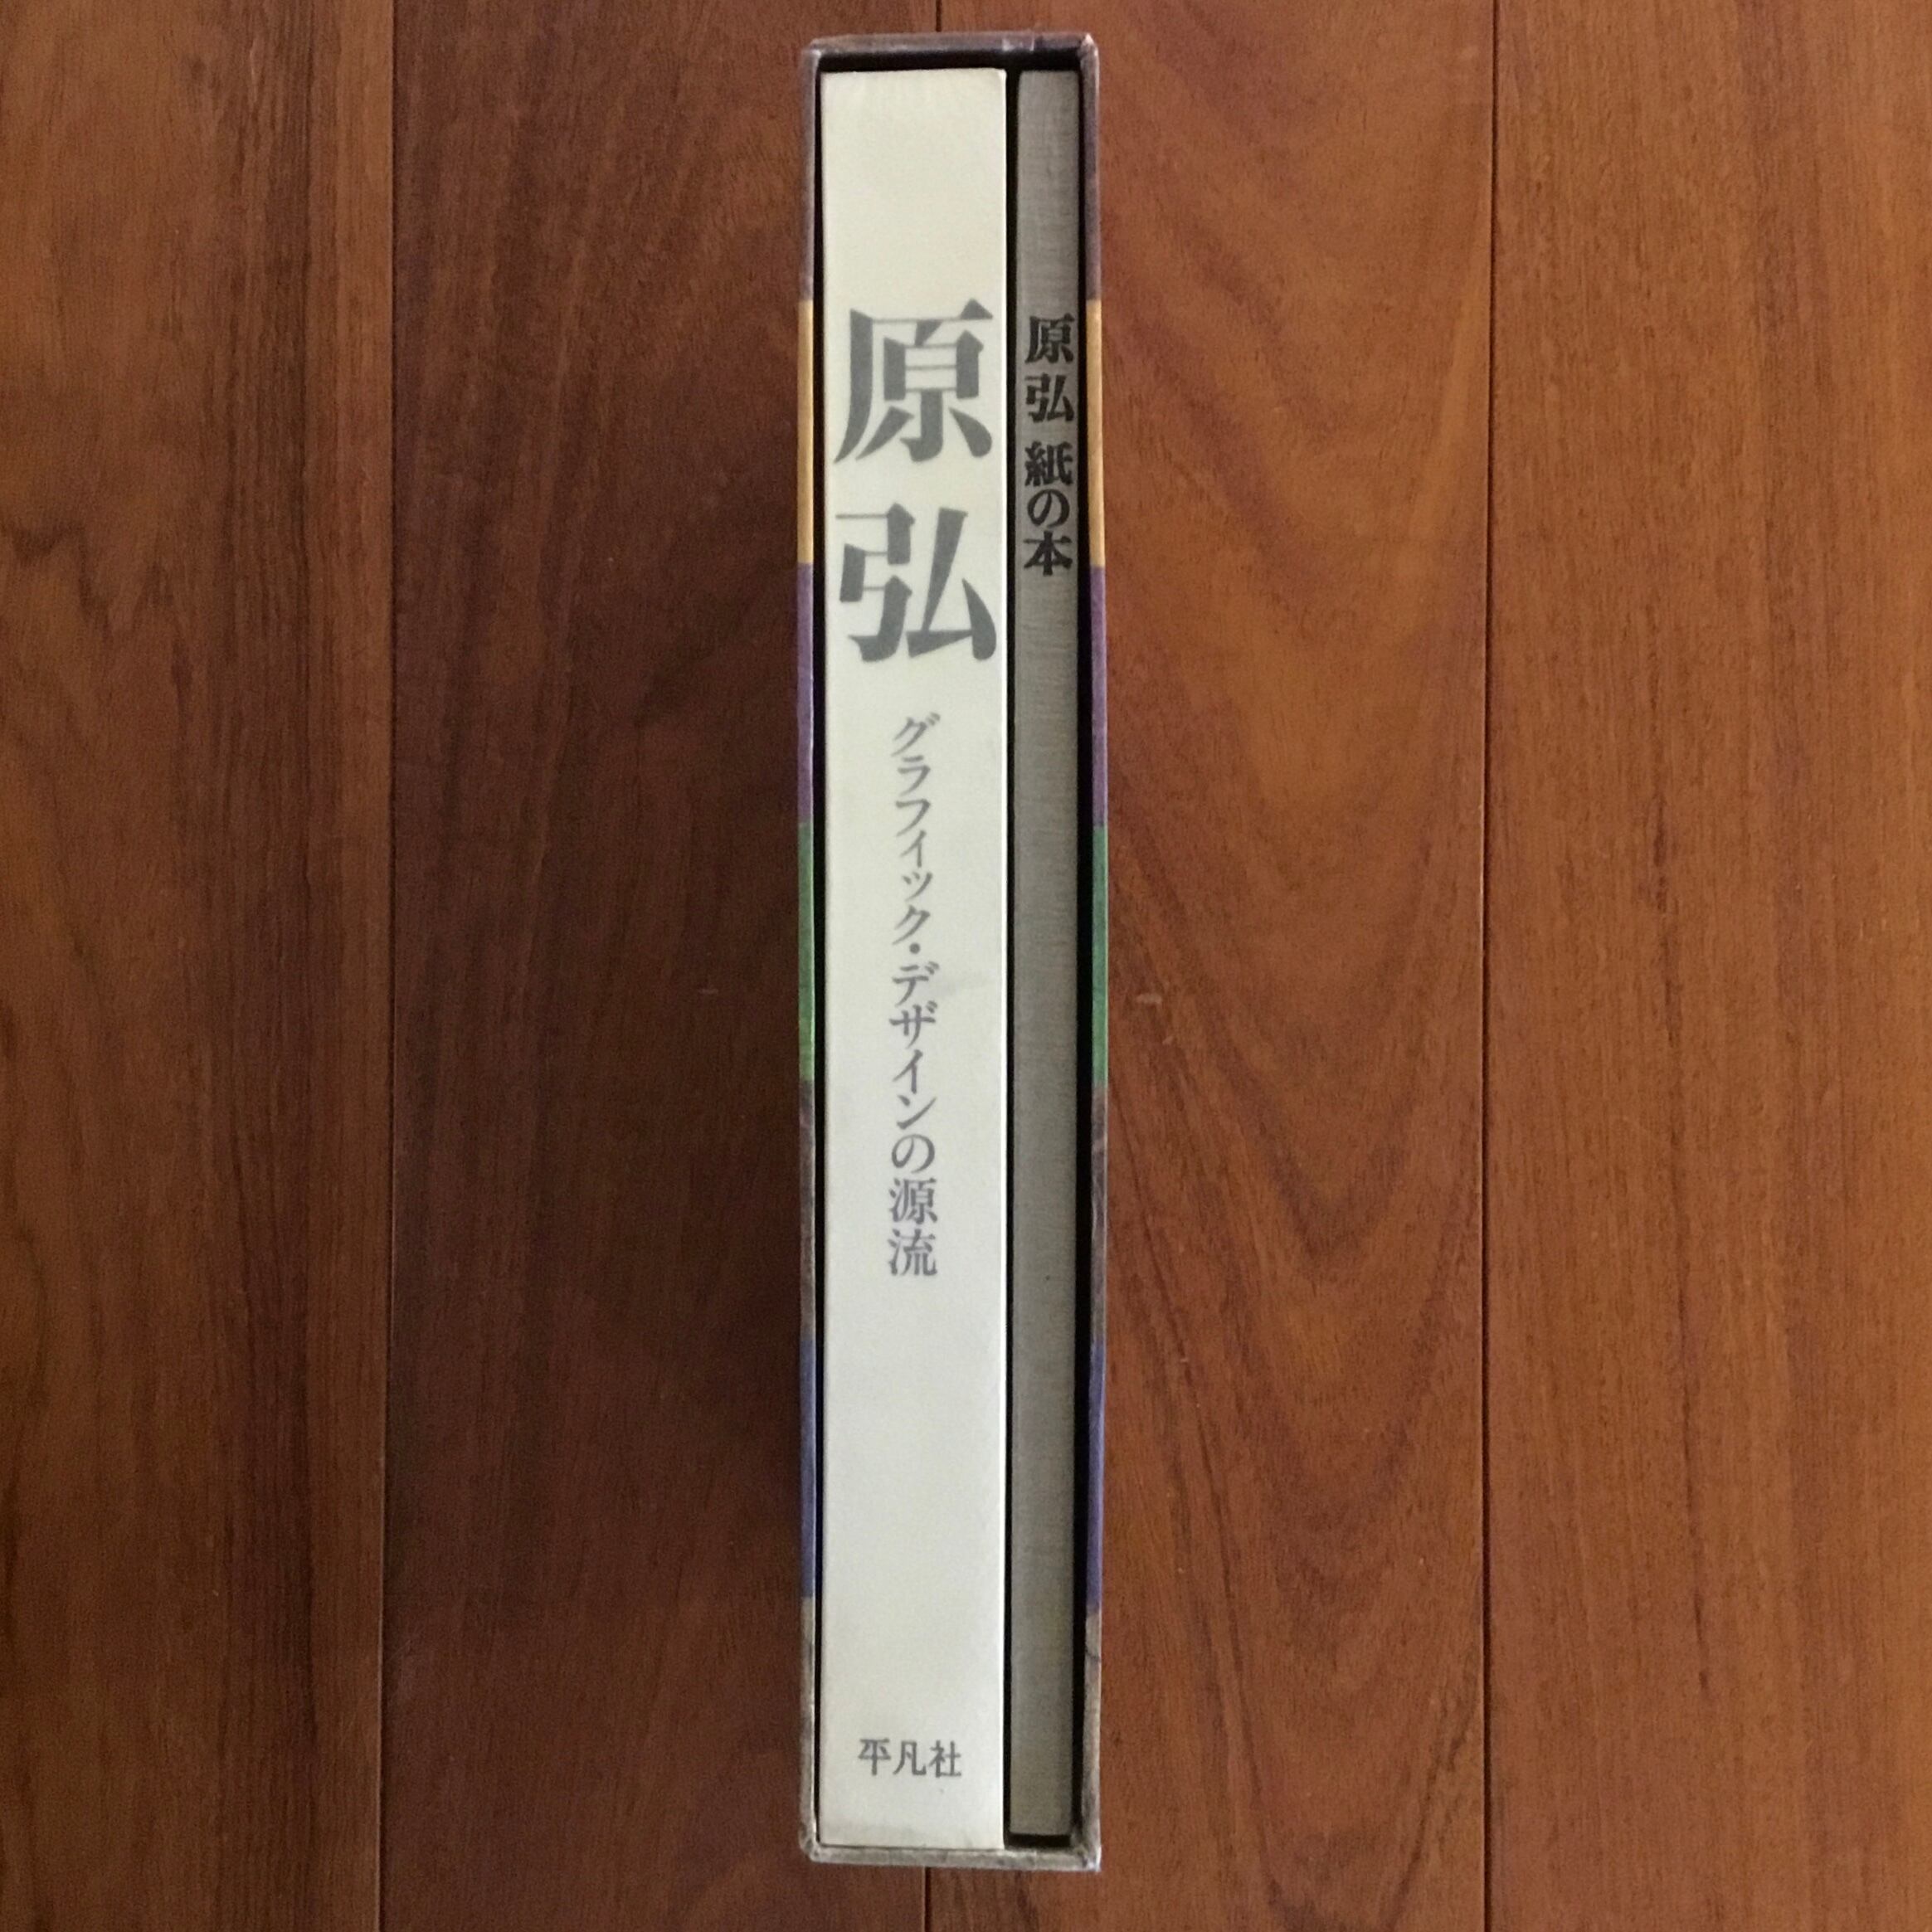 原弘
グラフィック・デザインの源流
平凡社
原弘 紙の本